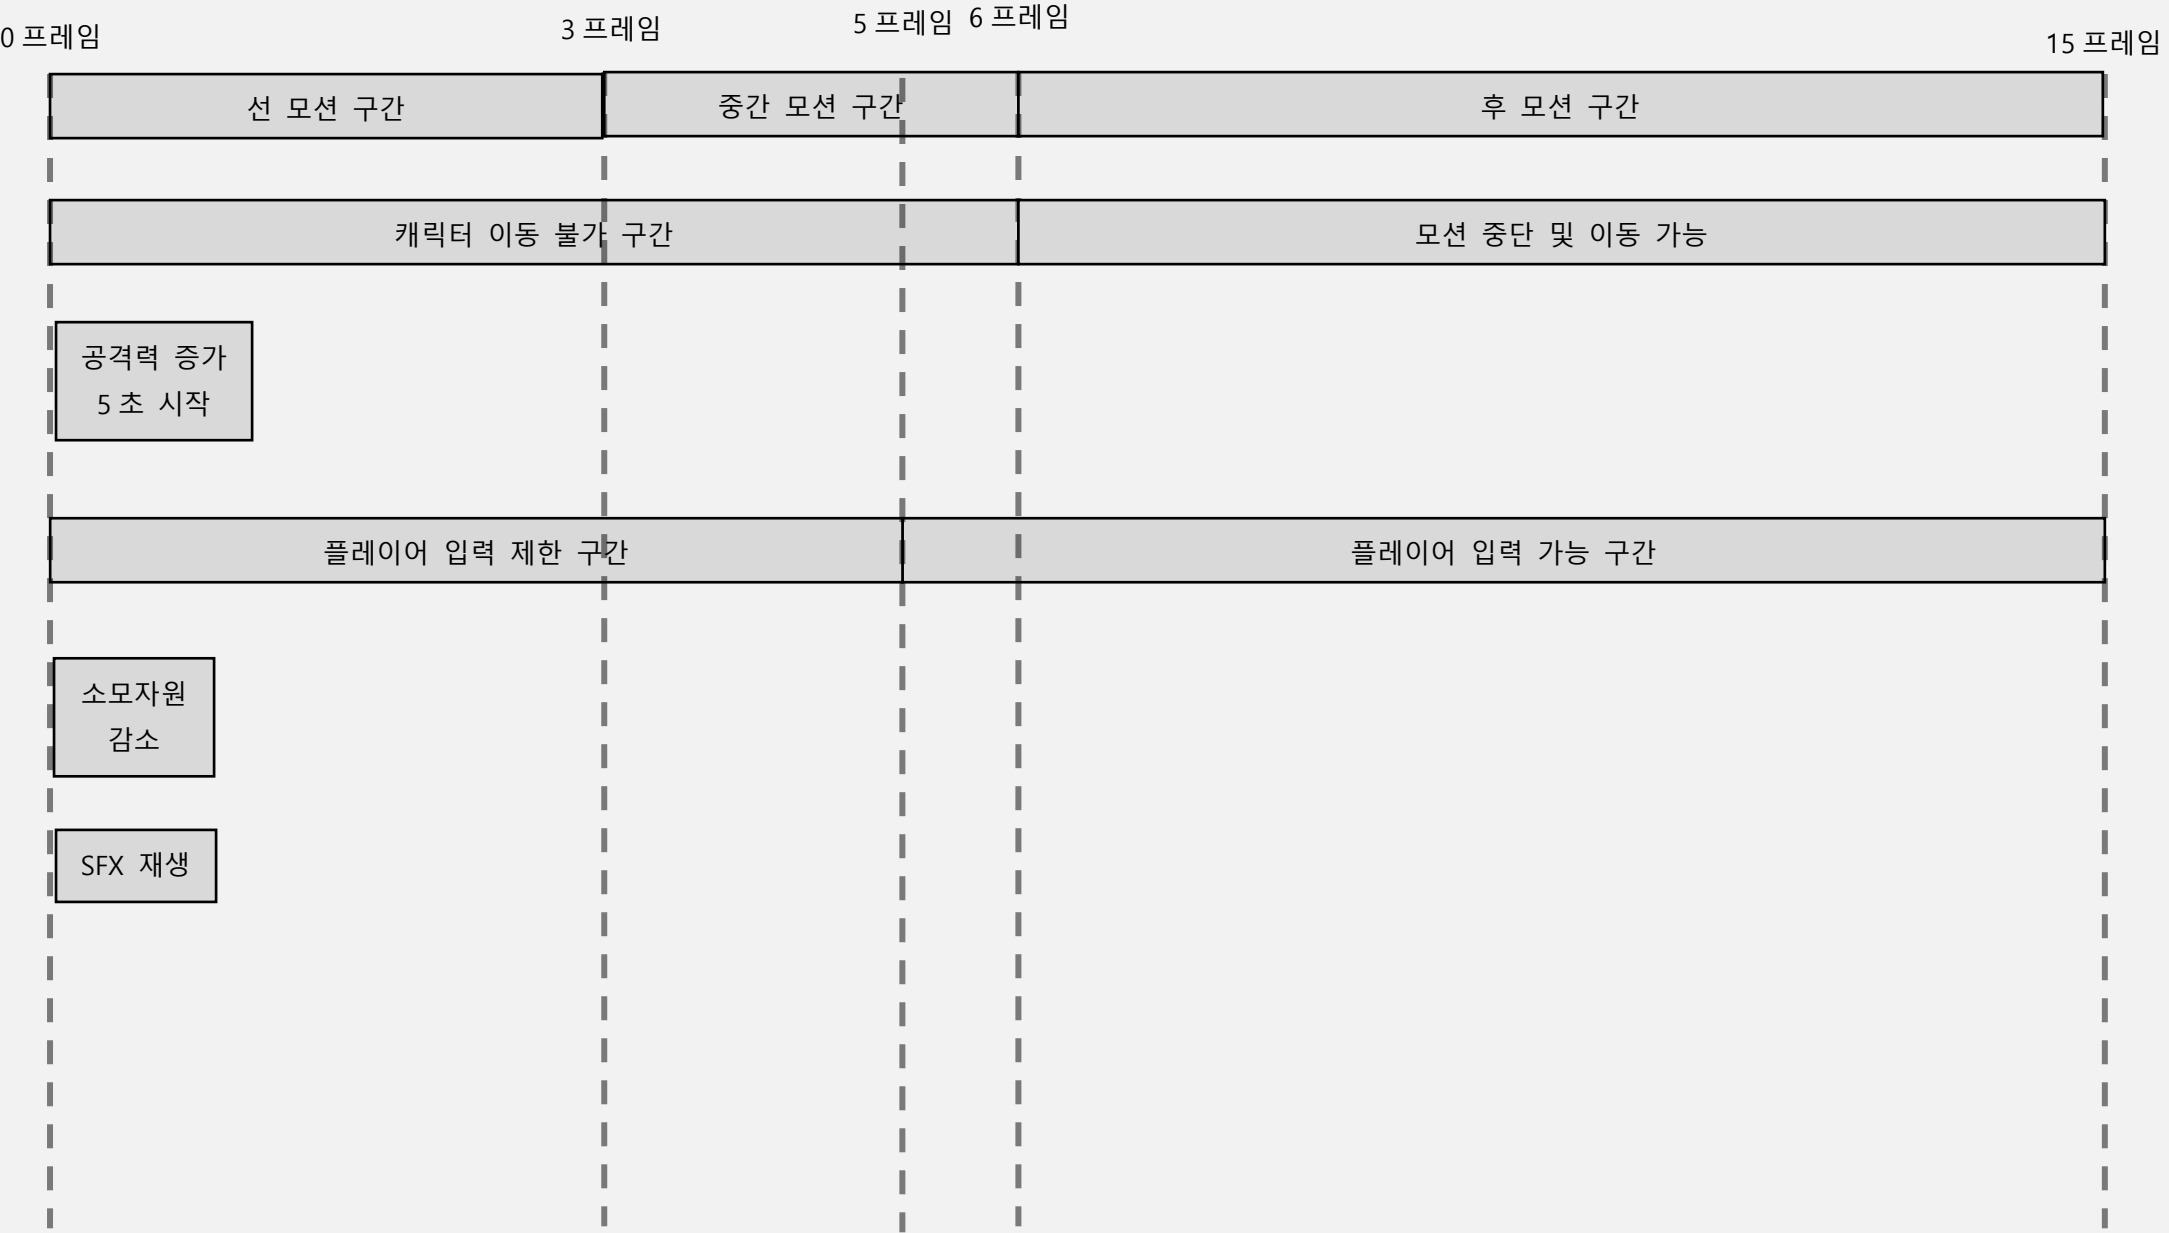 0 프레임
3 프레임
5 프레임
6 프레임
15 프레임
선 모션 구간
중간 모션 구간
후 모션 구간
캐릭터 이동 불가 구간
모션 중단 및 이동 가능
공격력 증가
5 초 시작
플레이어 입력 제한 구간
플레이어 입력 가능 구간
소모자원
감소
SFX 재생